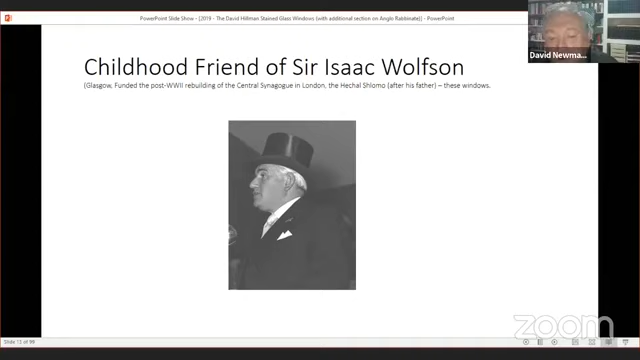 PowerPoint Slide Show - [2019 - The David Hillman Stained Glass Windows (with additional section on Anglo Rabbinate)] - PowerPoint
David Newma...
Childhood Friend of Sir Isaac Wolfson
(Glasgow, Funded the post-WWII rebuilding of the Central Synagogue in London, the Hechal Shlomo (after his father) – these windows.
zoom
Slide 13 of 99